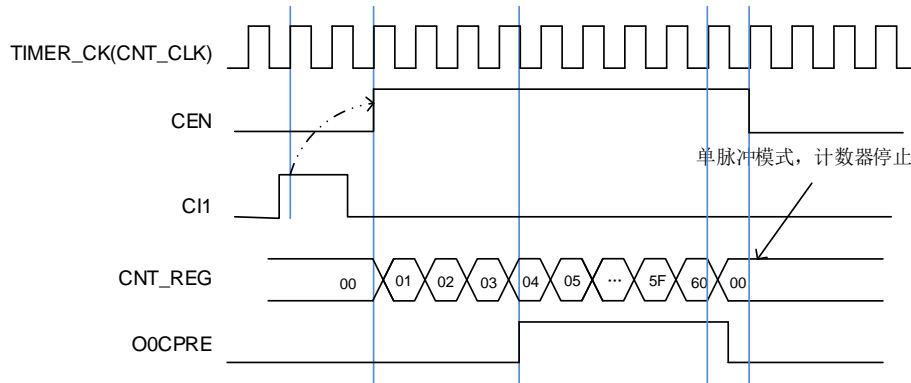 TIMER_CK(CNT_CLK)
CEN
单脉冲模式，计数器停止
CI1
CNT_REG 00 01 02 03 04 05 ... 5F 60 00
O0CPRE